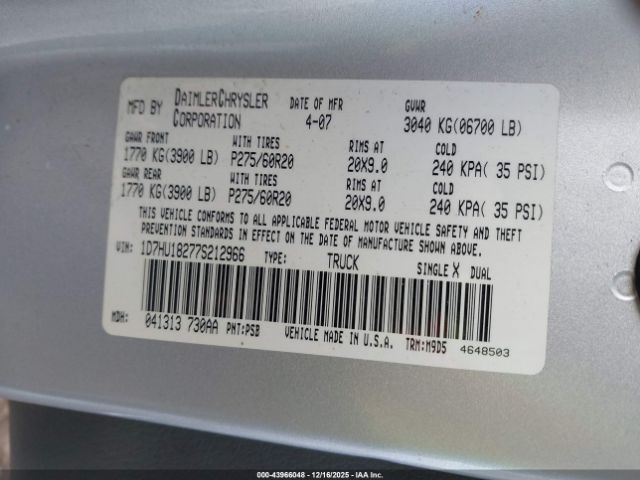 MFD BY DAIMLERCHRYSLER CORPORATION DATE OF MFR 4-07 GVWR 3040 KG(06700 LB)
GAWR FRONT WITH TIRES RIMS AT COLD
1770 KG(3900 LB) P275/60R20 20X9.0 240 KPA( 35 PSI)
GAWR REAR WITH TIRES RIMS AT COLD
1770 KG(3900 LB) P275/60R20 20X9.0 240 KPA( 35 PSI)
THIS VEHICLE CONFORMS TO ALL APPLICABLE FEDERAL MOTOR VEHICLE SAFETY AND THEFT
PREVENTION STANDARDS IN EFFECT ON THE DATE OF MANUFACTURE SHOWN ABOVE.
VIN: 1D7HU18277S212966 TYPE: TRUCK SINGLE X DUAL
MDH: 041313 730AA PNT:PSB VEHICLE MADE IN U.S.A. TRM:M9D5 4648503
000-43966048 - 12/16/2025 - IAA Corp.